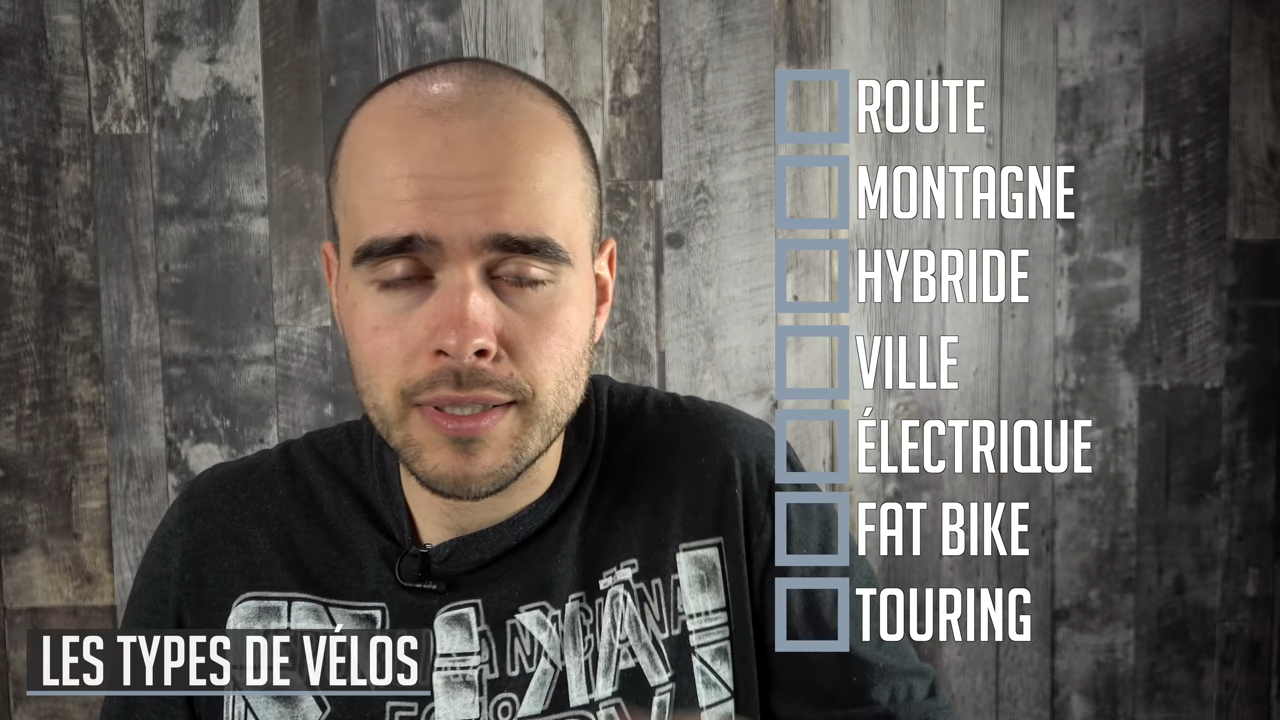 ROUTE
MONTAGNE
HYBRIDE
VILLE
ÉLECTRIQUE
FAT BIKE
TOURING
LES TYPES DE VÉLOS